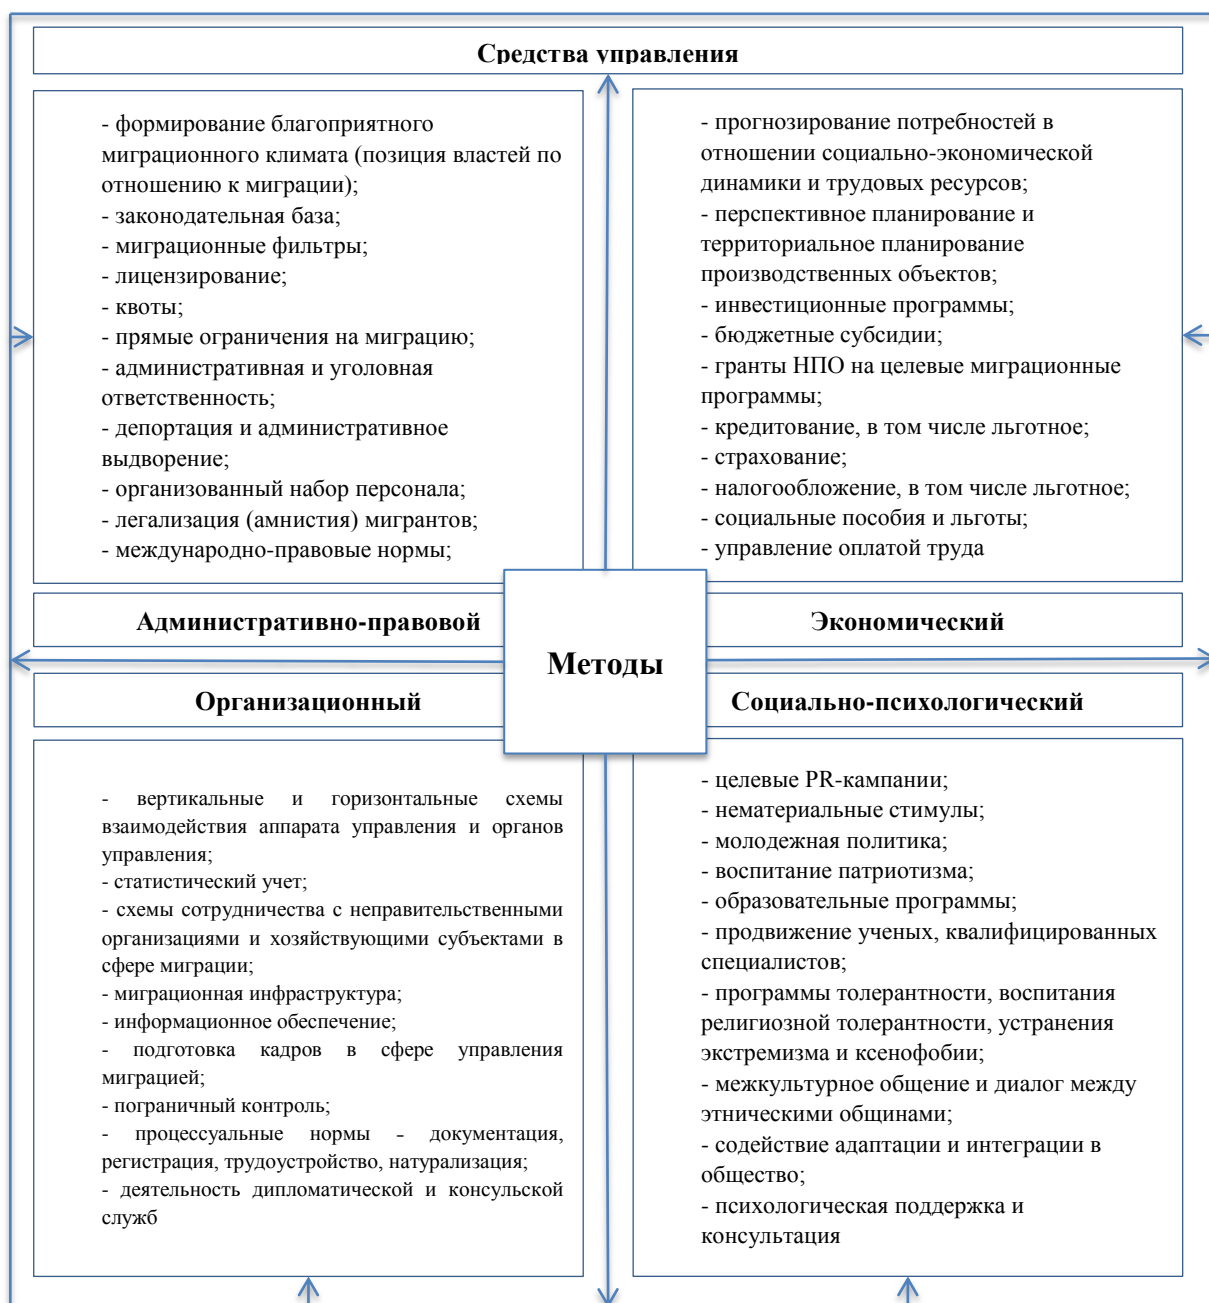 Средства управления
- формирование благоприятного
миграционного климата (позиция властей по
отношению к миграции);
- законодательная база;
- миграционные фильтры;
- лицензирование;
- квоты;
- прямые ограничения на миграцию;
- административная и уголовная
ответственность;
- депортация и административное
выдворение;
- организованный набор персонала;
- легализация (амнистия) мигрантов;
- международно-правовые нормы;
- прогнозирование потребностей в
отношении социально-экономической
динамики и трудовых ресурсов;
- перспективное планирование и
территориальное планирование
производственных объектов;
- инвестиционные программы;
- бюджетные субсидии;
- гранты НПО на целевые миграционные
программы;
- кредитование, в том числе льготное;
- страхование;
- налогообложение, в том числе льготное;
- социальные пособия и льготы;
- управление оплатой труда
Административно-правовой
Экономический
Методы
Организационный
Социально-психологический
- вертикальные и горизонтальные схемы
взаимодействия аппарата управления и органов
управления;
- статистический учет;
- схемы сотрудничества с неправительственными
организациями и хозяйствующими субъектами в
сфере миграции;
- миграционная инфраструктура;
- информационное обеспечение;
- подготовка кадров в сфере управления
миграцией;
- пограничный контроль;
- процессуальные нормы - документация,
регистрация, трудоустройство, натурализация;
- деятельность дипломатической и консульской
служб
- целевые PR-кампании;
- нематериальные стимулы;
- молодежная политика;
- воспитание патриотизма;
- образовательные программы;
- продвижение ученых, квалифицированных
специалистов;
- программы толерантности, воспитания
религиозной толерантности, устранения
экстремизма и ксенофобии;
- межкультурное общение и диалог между
этническими общинами;
- содействие адаптации и интеграции в
общество;
- психологическая поддержка и
консультация